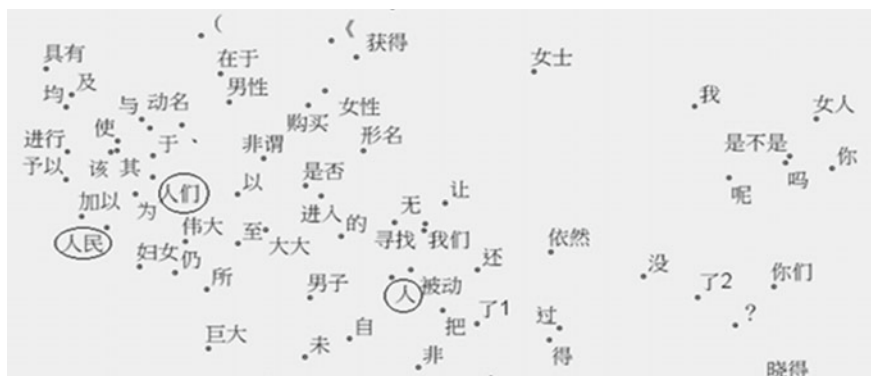 （
《
获得
具有
在于
女士
均
及
男性
我
与
动名
女性
女人
使
购买
进行
于
、
非谓
形名
是不是
予以
该
其
是否
你
加以
人们
以
让
呢
吗
为
进入
的
无
人民
伟大
至
大大
寻找
我们
依然
妇女
仍
还
没
所
男子
人
被动
了2
你们
了1
过
？
巨大
自
把
未
非
得
晓得